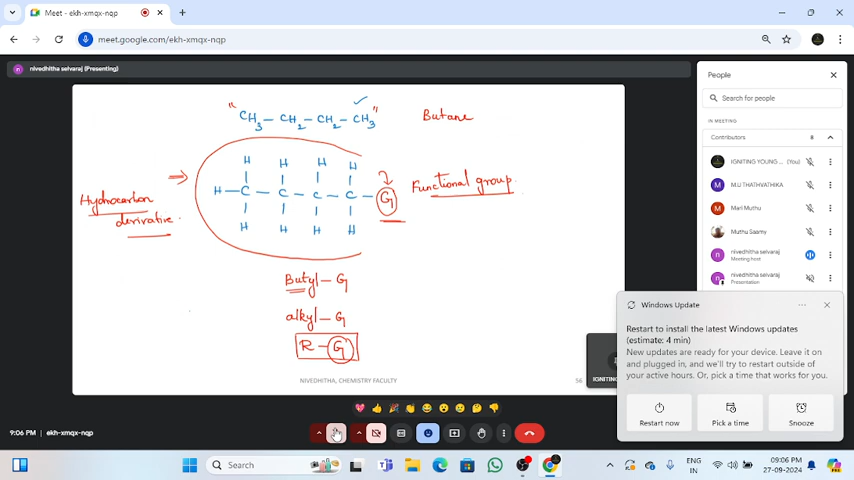 Meet - ekh-xmqx-nqp
meet.google.com/ekh-xmqx-nqp
nivedhitha selvaraj (Presenting)
"CH3 — CH2 — CH2 — CH3" Butane
H H H H
H — C — C — C — C — G
H H H H
Functional group
Hydrocarbon
derivative
Butyl — G
alkyl — G
R — G
NIVEDHITHA, CHEMISTRY FACULTY
56
People
Search for people
IN MEETING
Contributors 8
IGNITING YOUNG ... (You)
M.U THATHVATHIKA
Mari Muthu
Muthu Saamy
nivedhitha selvaraj
Meeting host
nivedhitha selvaraj
Presentation
IGNITING
Windows Update
Restart to install the latest Windows updates
(estimate: 4 min)
New updates are ready for your device. Leave it on
and plugged in, and we'll try to restart outside of
your active hours. Or, pick a time that works for you.
Restart now
Pick a time
Snooze
9:06 PM | ekh-xmqx-nqp
Search
ENG
IN
09:06 PM
27-09-2024